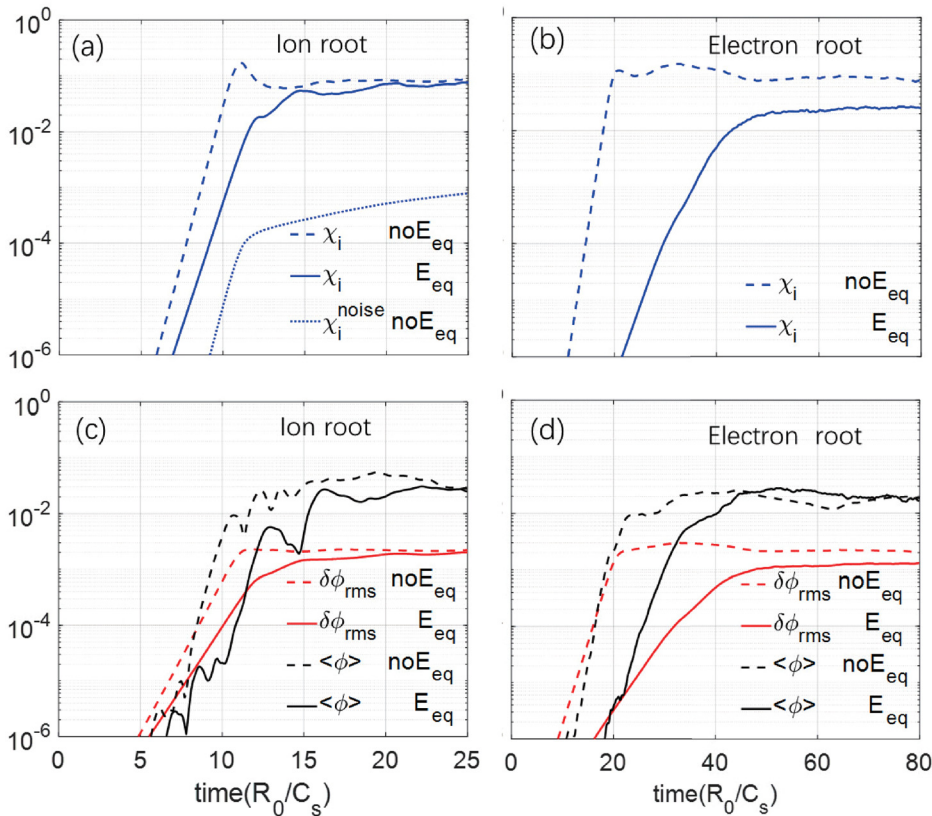 10^0
10^-2
10^-4
10^-6
(a)
Ion root
χ_i noE_eq
χ_i E_eq
χ_i^noise noE_eq
(b)
Electron root
χ_i noE_eq
χ_i E_eq
10^0
10^-2
10^-4
10^-6
(c)
Ion root
δϕ_rms noE_eq
δϕ_rms E_eq
<ϕ> noE_eq
<ϕ> E_eq
0 5 10 15 20 25
time(R_0/C_s)
(d)
Electron root
δϕ_rms noE_eq
δϕ_rms E_eq
<ϕ> noE_eq
<ϕ> E_eq
0 20 40 60 80
time(R_0/C_s)